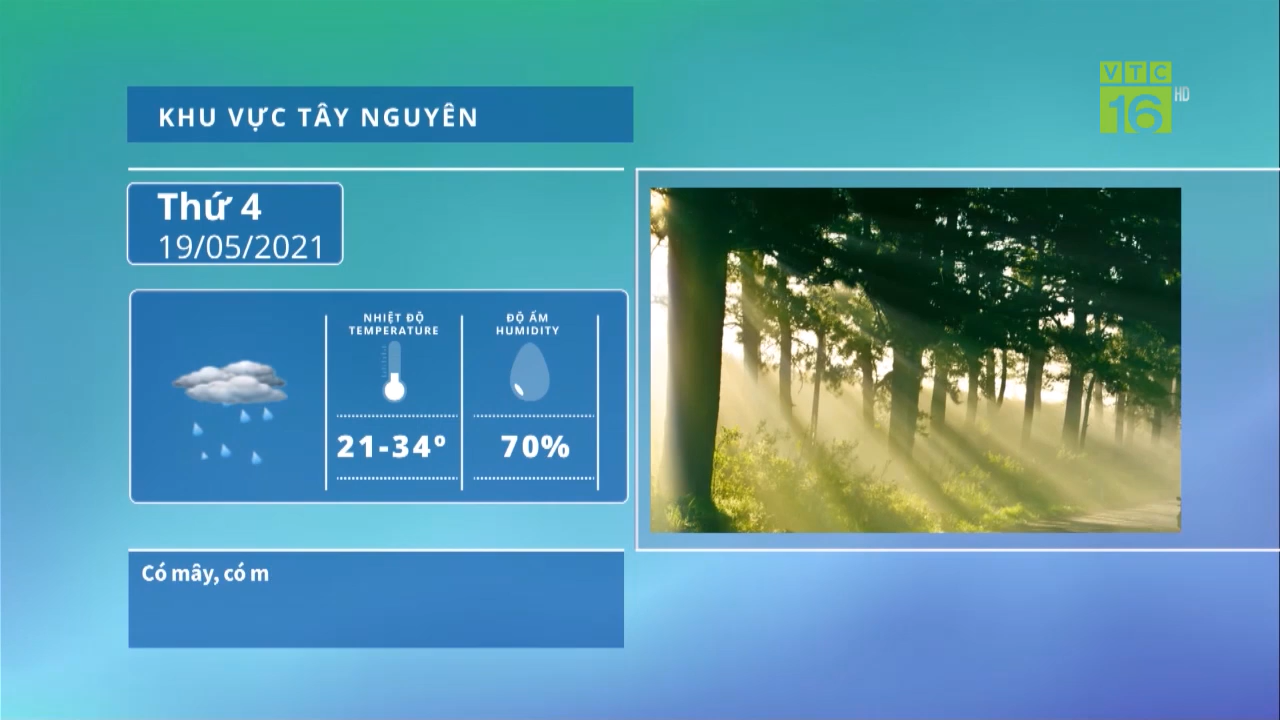 VTC
16 HD
KHU VỰC TÂY NGUYÊN
Thứ 4
19/05/2021
NHIỆT ĐỘ
TEMPERATURE
21-34º
ĐỘ ẨM
HUMIDITY
70%
Có mây, có m